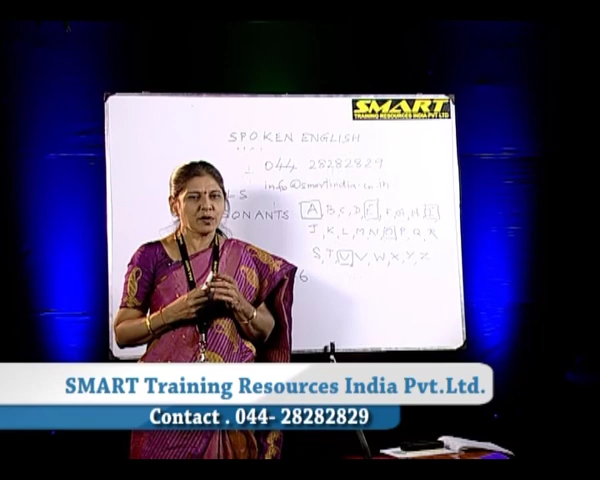 SMART
TRAINING RESOURCES INDIA PVT LTD
SPOKEN ENGLISH
044 28282829
info@smartindia.co.in
LS
ONANTS
A, B, C, D, E, F, G, H, I
J, K, L, M, N, O, P, Q, R
S, T, U, V, W, X, Y, Z
6
SMART Training Resources India Pvt.Ltd.
Contact . 044- 28282829